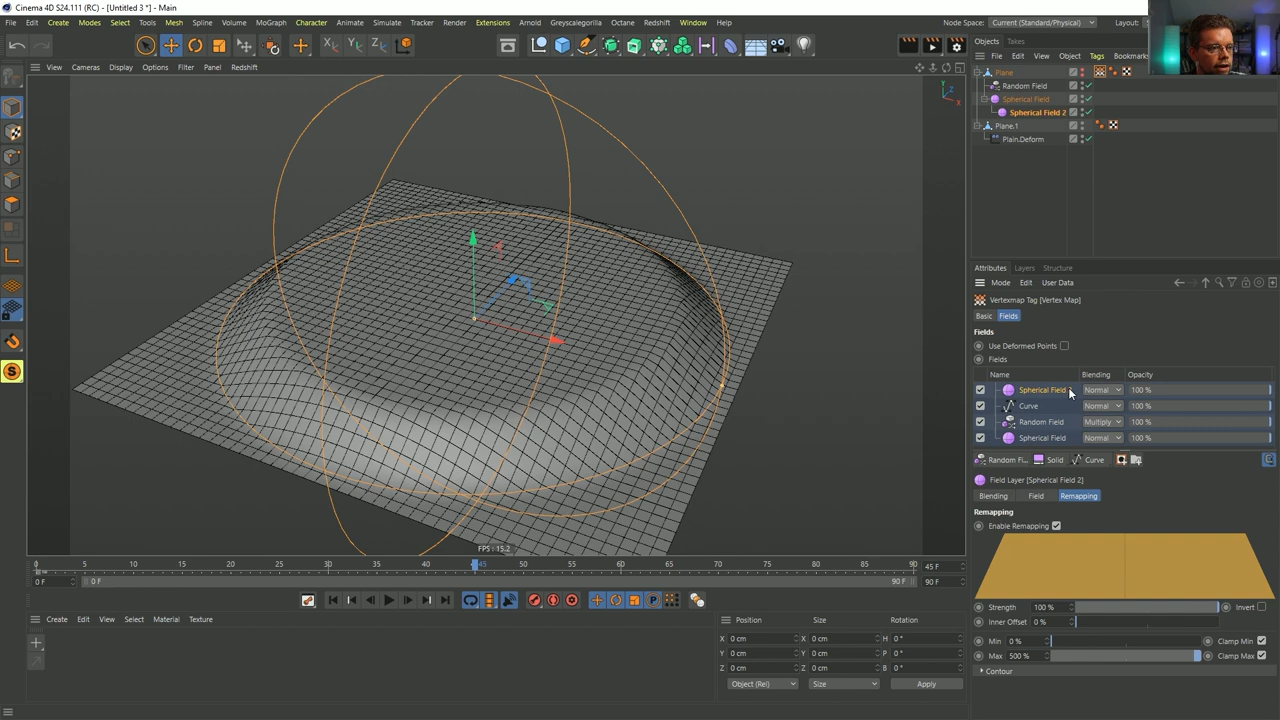 Cinema 4D S24.111 (RC) - [Untitled 3 *] - Main
File Create Modes Select Tools Mesh Spline Volume MoGraph Character Animate Simulate Tracker Render Extensions Arnoid Greyscalegorilla Octane Redshift Window Help Node Space: Current (Standard/Physical) Layout:
X Y Z
Objects Takes
File Edit View Object Tags Bookmarks
View Cameras Display Options Filter Panel Redshift
Plane
Random Field
Spherical Field
Spherical Field 2
Plane.1
Plain.Deform
Y Z X
Attributes Layers Structure
Mode Edit User Data
Vertexmap Tag [Vertex Map]
Basic Fields
Fields
Use Deformed Points
Fields
Name Blending Opacity
Spherical Field 2 Normal 100 %
Curve Normal 100 %
Random Field Multiply 100 %
Spherical Field Normal 100 %
Random Fi... Solid Curve
Field Layer [Spherical Field 2]
Blending Field Remapping
Remapping
Enable Remapping
Strength 100 % Invert
Inner Offset 0 %
Min 0 % Clamp Min
Max 500 % Clamp Max
Contour
FPS : 15.2
0 5 10 15 20 25 30 35 40 45 50 55 60 65 70 75 80 85 90 45 F
0 F 0 F 90 F 90 F
P
Create Edit View Select Material Texture
Position Size Rotation
X 0 cm X 0 cm H 0 °
Y 0 cm Y 0 cm P 0 °
Z 0 cm Z 0 cm B 0 °
Object (Rel) Size Apply
S